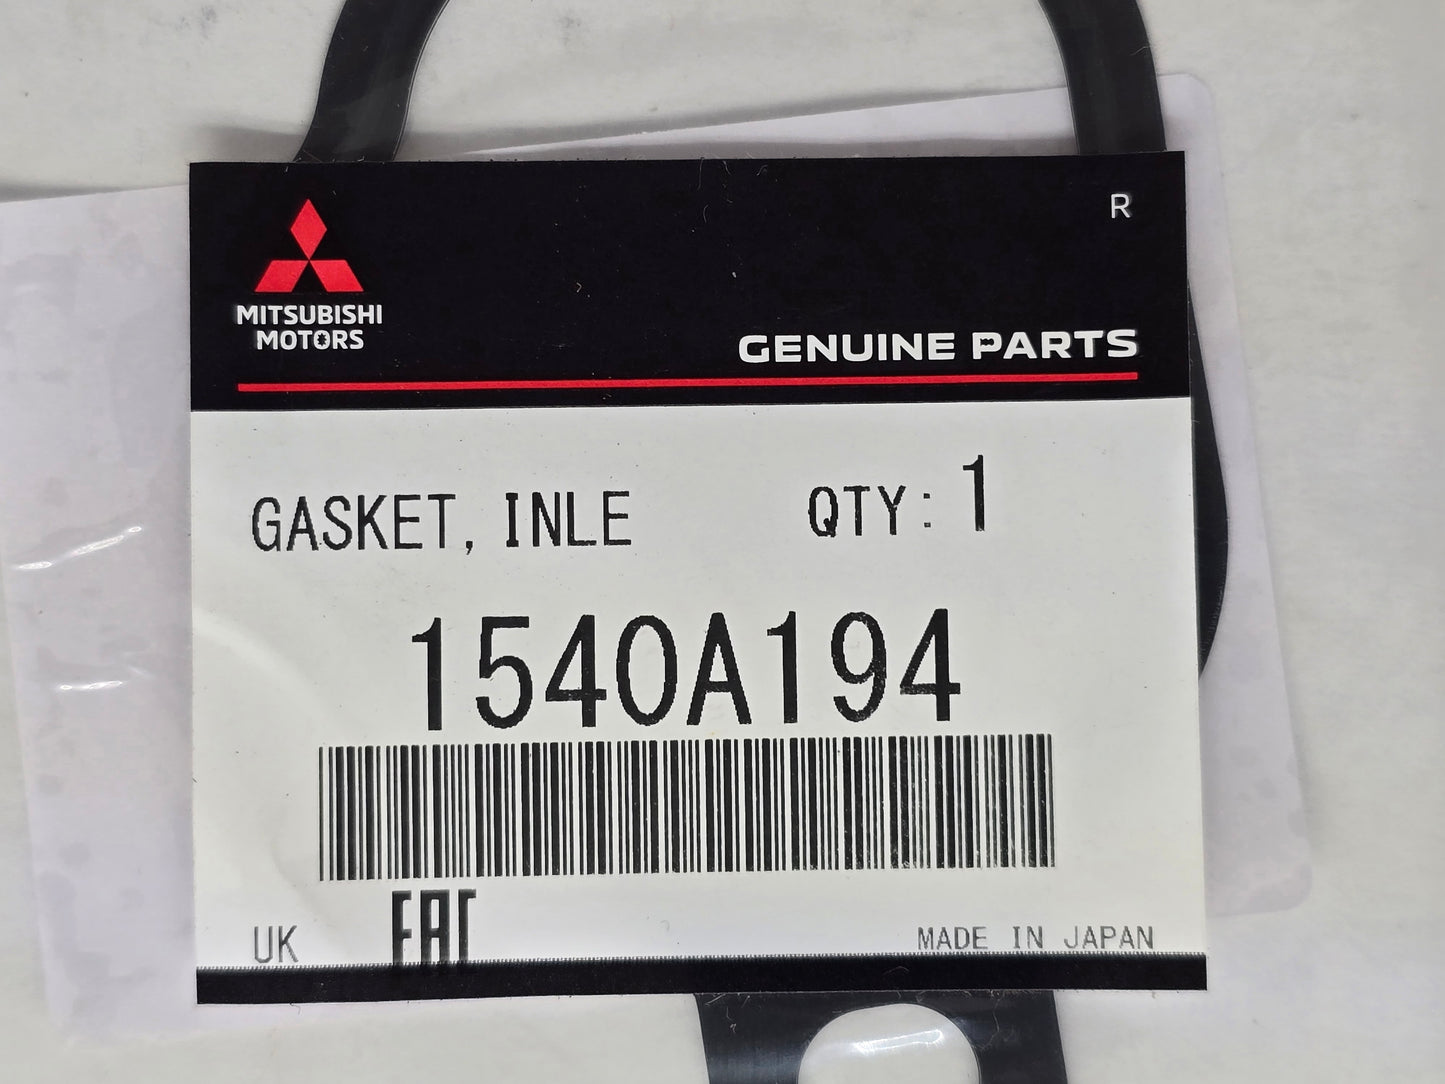 R
MITSUBISHI
MOTORS
GENUINE PARTS
GASKET, INLE QTY: 1
1540A194
UK EAC MADE IN JAPAN